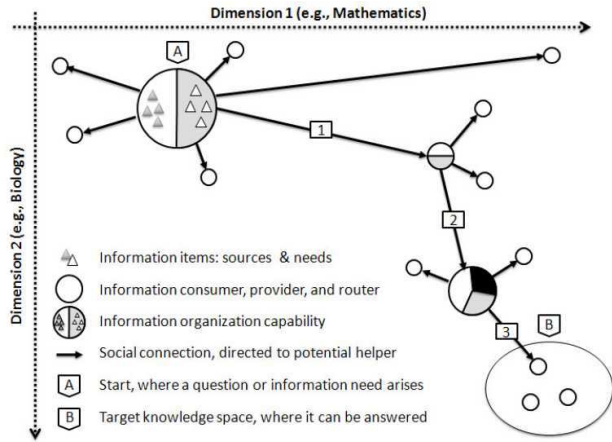 Dimension 1 (e.g., Mathematics)
A
1
2
3
B
Dimension 2 (e.g., Biology)
Information items: sources & needs
Information consumer, provider, and router
Information organization capability
Social connection, directed to potential helper
A Start, where a question or information need arises
B Target knowledge space, where it can be answered